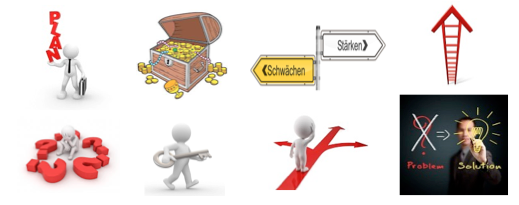 PLAN
Stärken
Schwächen
Problem
Solution